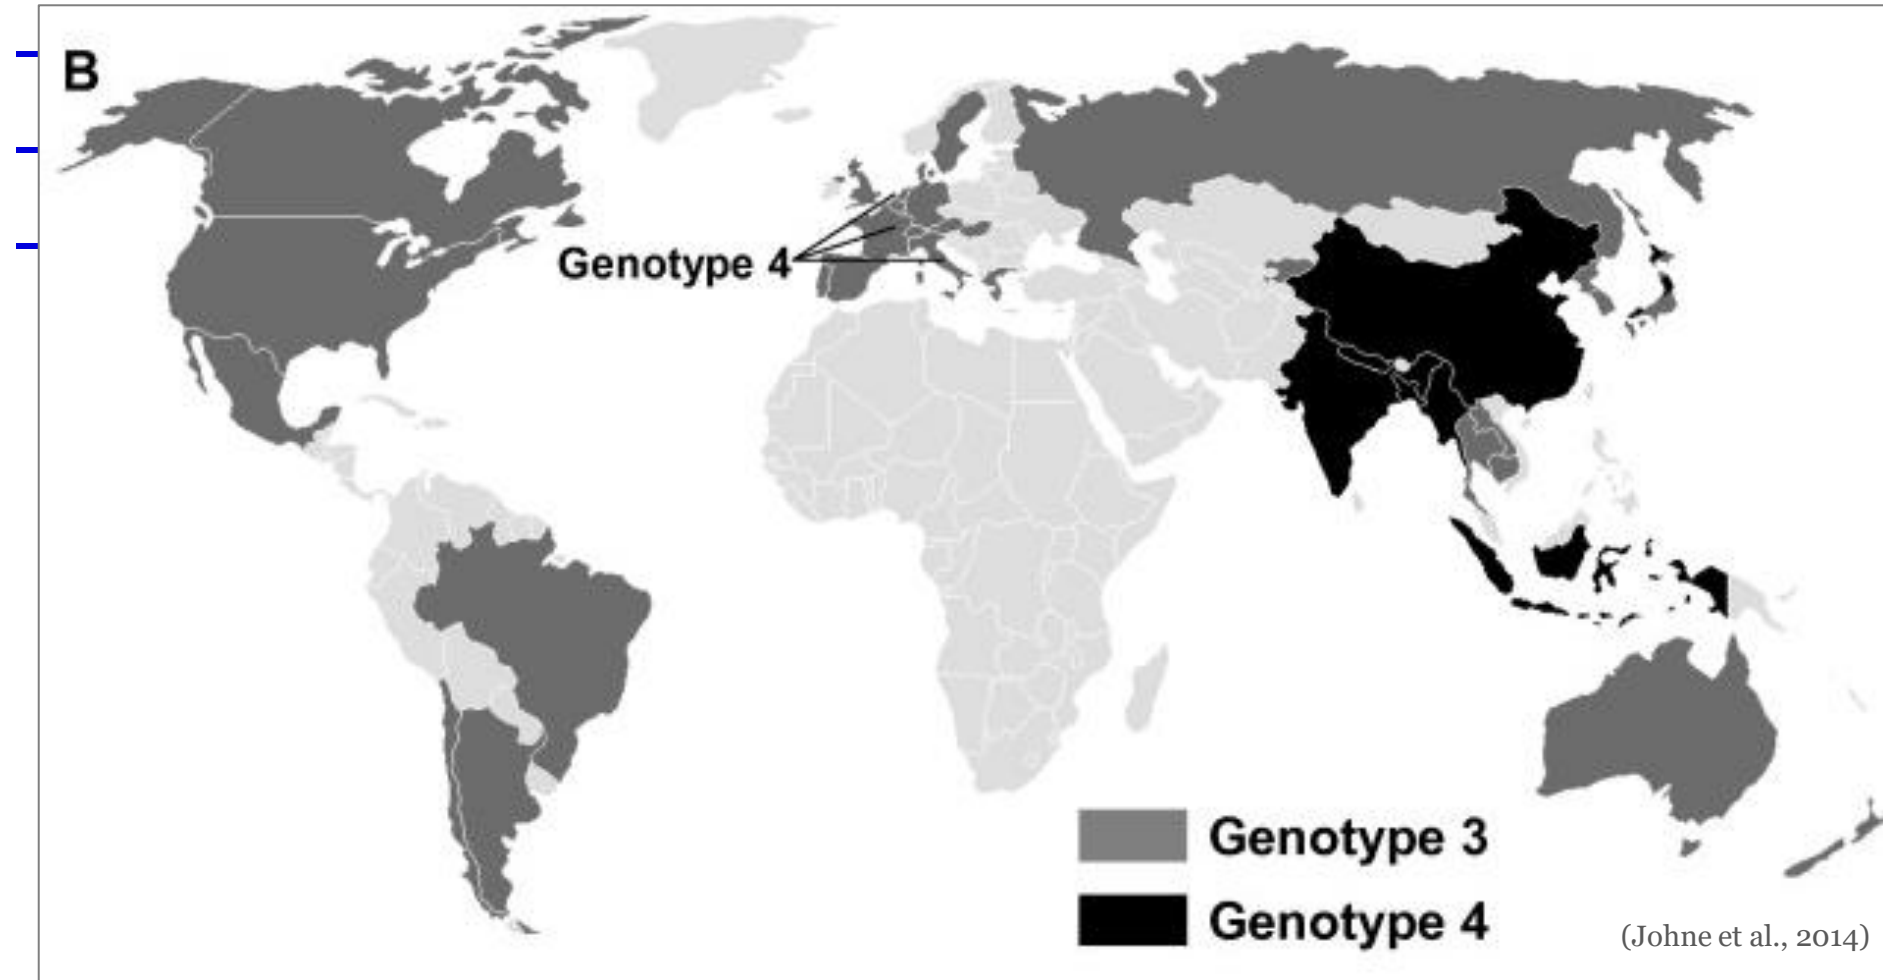 B
Genotype 4
Genotype 3
Genotype 4
(Johne et al., 2014)